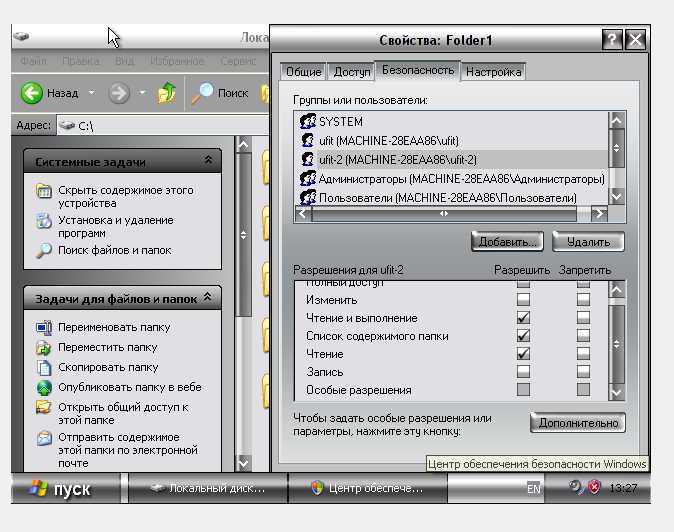 Лока
Свойства: Folder1
Файл Правка Вид Избранное Сервис
Назад
Поиск
Адрес: C:\
Системные задачи
Скрыть содержимое этого
устройства
Установка и удаление
программ
Поиск файлов и папок
Задачи для файлов и папок
Переименовать папку
Переместить папку
Скопировать папку
Опубликовать папку в вебе
Открыть общий доступ к
этой папке
Отправить содержимое
этой папки по электронной
почте
Общие Доступ Безопасность Настройка
Группы или пользователи:
SYSTEM
ufit (MACHINE-28EAA86\ufit)
ufit-2 (MACHINE-28EAA86\ufit-2)
Администраторы (MACHINE-28EAA86\Администраторы)
Пользователи (MACHINE-28EAA86\Пользователи)
Добавить... Удалить
Разрешения для ufit-2 Разрешить Запретить
Полный доступ
Изменить
Чтение и выполнение
Список содержимого папки
Чтение
Запись
Особые разрешения
Чтобы задать особые разрешения или
параметры, нажмите эту кнопку:
Дополнительно
Центр обеспечения безопасности Windows
пуск
Локальный диск...
Центр обеспече...
EN
13:27